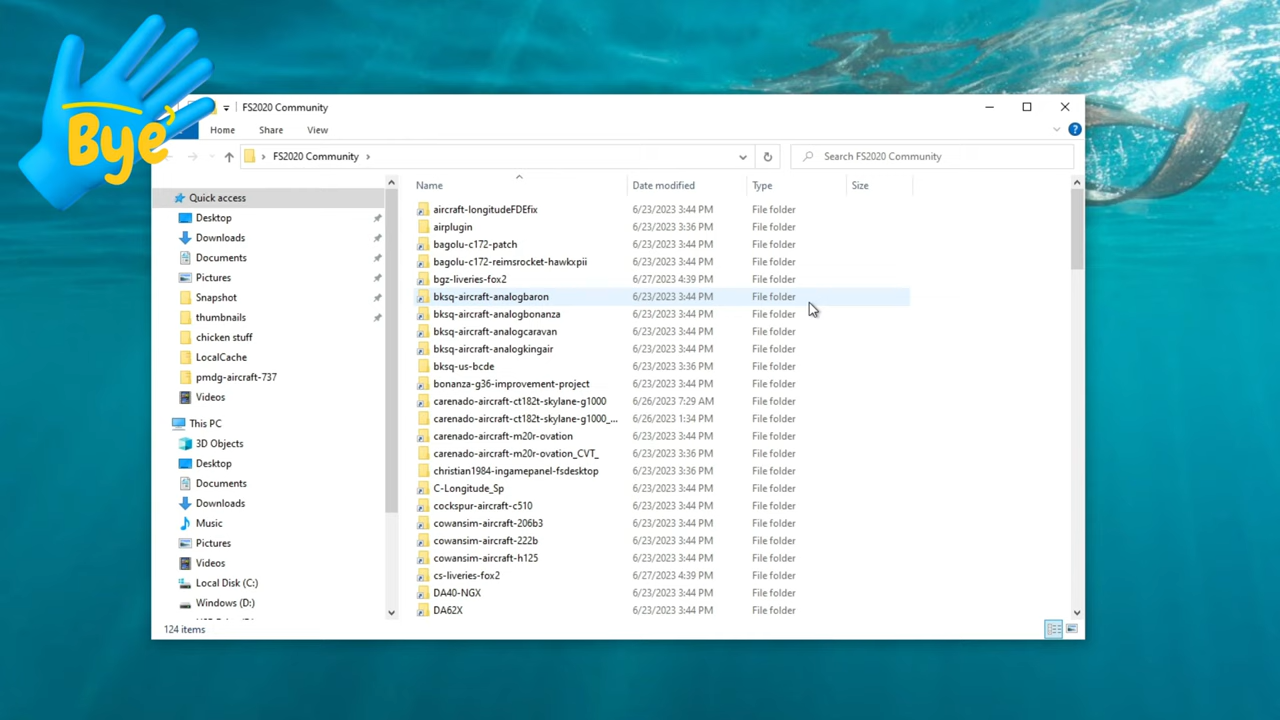 Bye
FS2020 Community
Home Share View
FS2020 Community
Search FS2020 Community
Name Date modified Type Size
Quick access
Desktop
Downloads
Documents
Pictures
Snapshot
thumbnails
chicken stuff
LocalCache
pmdg-aircraft-737
Videos
This PC
3D Objects
Desktop
Documents
Downloads
Music
Pictures
Videos
Local Disk (C:)
Windows (D:)
aircraft-longitudeFDEfix 6/23/2023 3:44 PM File folder
airplugin 6/23/2023 3:36 PM File folder
bagolu-c172-patch 6/23/2023 3:44 PM File folder
bagolu-c172-reimsrocket-hawkxpii 6/23/2023 3:44 PM File folder
bgz-liveries-fox2 6/27/2023 4:39 PM File folder
bksq-aircraft-analogbaron 6/23/2023 3:44 PM File folder
bksq-aircraft-analogbonanza 6/23/2023 3:44 PM File folder
bksq-aircraft-analogcaravan 6/23/2023 3:44 PM File folder
bksq-aircraft-analogkingair 6/23/2023 3:44 PM File folder
bksq-us-bcde 6/23/2023 3:36 PM File folder
bonanza-g36-improvement-project 6/23/2023 3:44 PM File folder
carenado-aircraft-ct182t-skylane-g1000 6/26/2023 7:29 AM File folder
carenado-aircraft-ct182t-skylane-g1000_... 6/26/2023 1:34 PM File folder
carenado-aircraft-m20r-ovation 6/23/2023 3:44 PM File folder
carenado-aircraft-m20r-ovation_CVT_ 6/23/2023 3:36 PM File folder
christian1984-ingamepanel-fsdesktop 6/23/2023 3:36 PM File folder
C-Longitude_Sp 6/23/2023 3:44 PM File folder
cockspur-aircraft-c510 6/23/2023 3:44 PM File folder
cowansim-aircraft-206b3 6/23/2023 3:44 PM File folder
cowansim-aircraft-222b 6/23/2023 3:44 PM File folder
cowansim-aircraft-h125 6/23/2023 3:44 PM File folder
cs-liveries-fox2 6/27/2023 4:39 PM File folder
DA40-NGX 6/23/2023 3:44 PM File folder
DA62X 6/23/2023 3:44 PM File folder
124 items